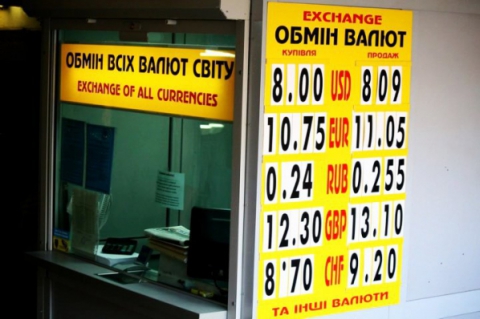 ОБМІН ВСІХ ВАЛЮТ СВІТУ
EXCHANGE OF ALL CURRENCIES
EXCHANGE
ОБМІН ВАЛЮТ
КУПІВЛЯ ПРОДАЖ
8.00 USD 8 09
10.75 EUR 11.05
0.24 RUB 0.255
12.30 GBP 13.10
8.70 CHF 9.20
ТА ІНШІ ВАЛЮТИ